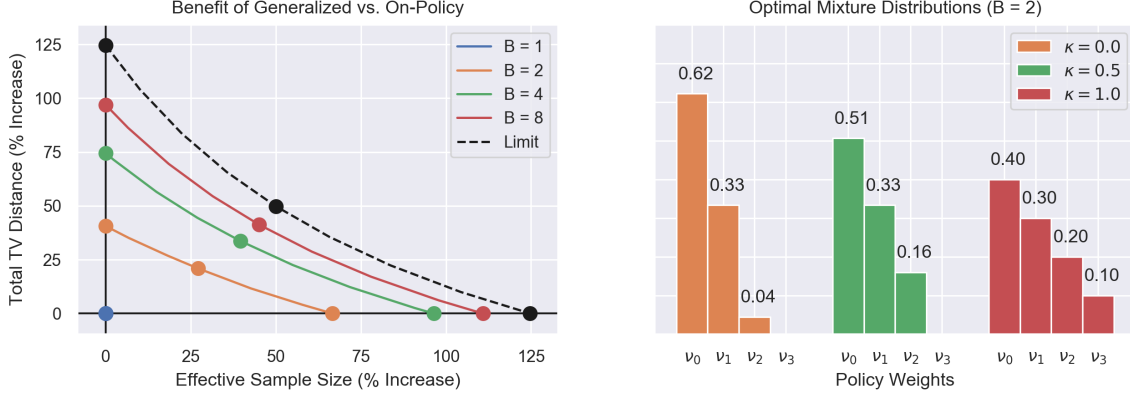 Benefit of Generalized vs. On-Policy
Total TV Distance (% Increase)
125
100
75
50
25
0
B = 1
B = 2
B = 4
B = 8
Limit
0 25 50 75 100 125
Effective Sample Size (% Increase)
Optimal Mixture Distributions (B = 2)
κ = 0.0
κ = 0.5
κ = 1.0
0.62
0.33
0.04
0.51
0.33
0.16
0.40
0.30
0.20
0.10
ν₀ ν₁ ν₂ ν₃ ν₀ ν₁ ν₂ ν₃ ν₀ ν₁ ν₂ ν₃
Policy Weights